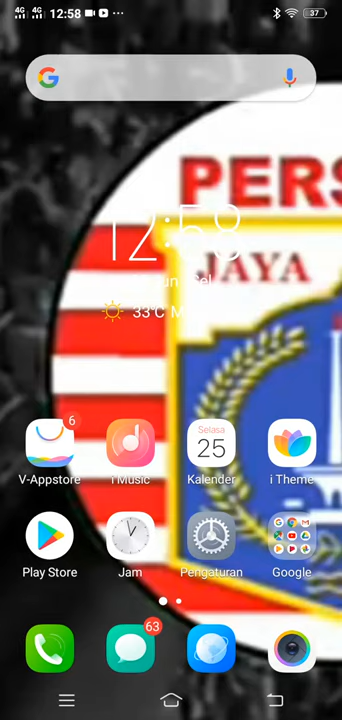 4G 4G 12:58 ... 37
G
PERS
12:58
JAYA
33°C
6
V-Appstore
i Music
Selasa
25
Kalender
i Theme
Play Store
Jam
Pengaturan
Google
63